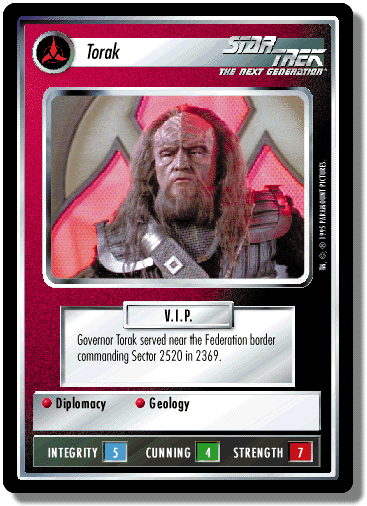 Torak
STAR TREK
THE NEXT GENERATION®
TM, ©, ® 1995 PARAMOUNT PICTURES
V.I.P.
Governor Torak served near the Federation border
commanding Sector 2520 in 2369.
Diplomacy Geology
INTEGRITY 5 CUNNING 4 STRENGTH 7